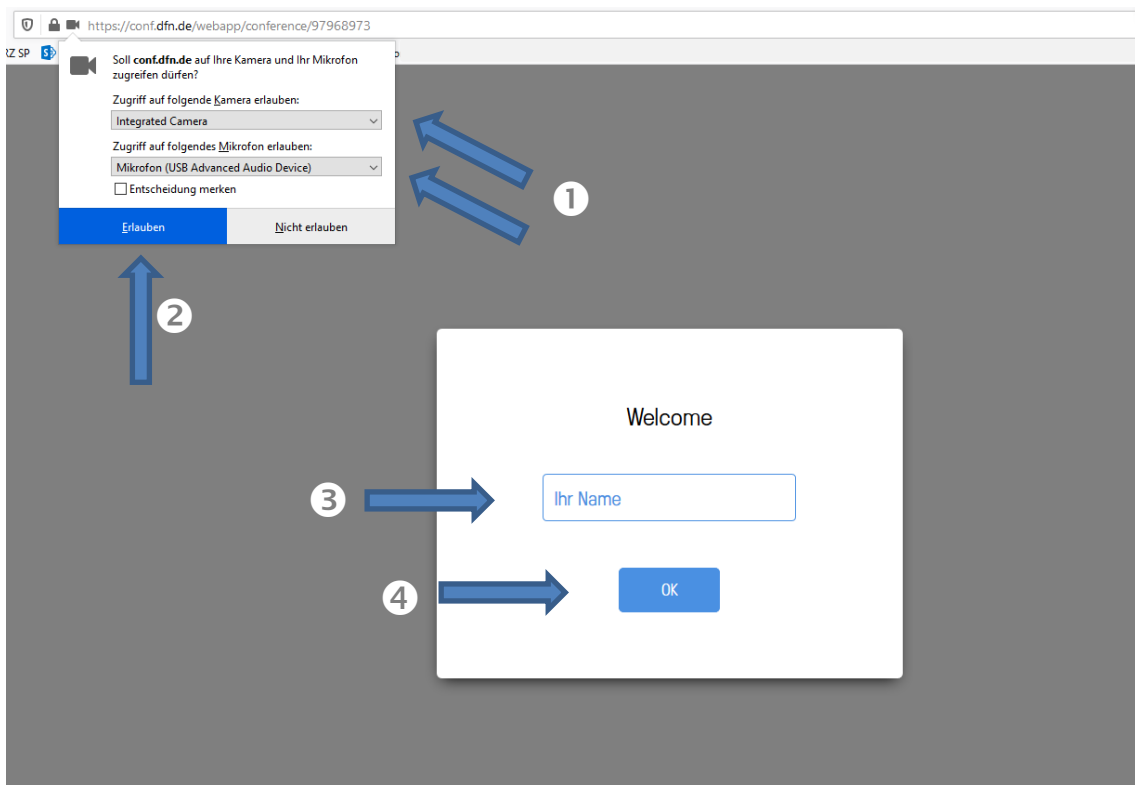 https://conf.dfn.de/webapp/conference/97968973
RZ SP
Soll conf.dfn.de auf Ihre Kamera und Ihr Mikrofon
zugreifen dürfen?
Zugriff auf folgende Kamera erlauben:
Integrated Camera
Zugriff auf folgendes Mikrofon erlauben:
Mikrofon (USB Advanced Audio Device)
Entscheidung merken
Erlauben Nicht erlauben
1
2
Welcome
3 Ihr Name
4 OK